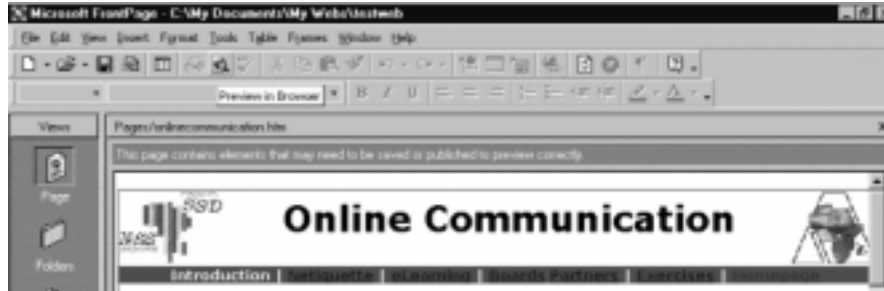 Microsoft FrontPage - C:\My Documents\My Webs\testweb
File Edit View Insert Format Tools Table Frames Window Help
Preview in Browser
B I U
Views
Pages/onlinecommunication.htm
This page contains elements that may need to be saved or published to preview correctly.
Page
SSD
Online Communication
Folders
Introduction | Netiquette | eLearning | Boards Partners | Exercises | Homepage